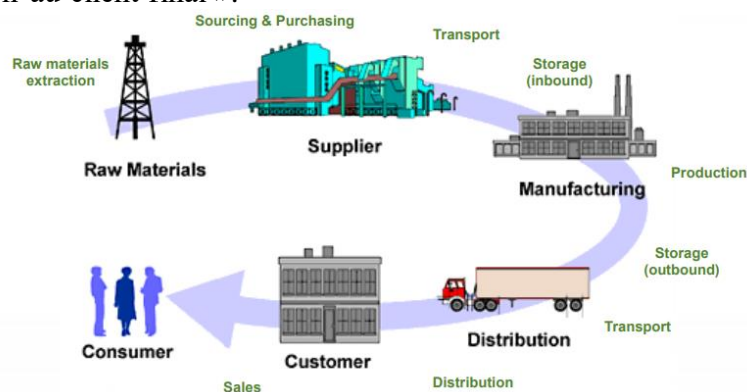 Sourcing & Purchasing
Transport
Raw materials
extraction
Storage
(inbound)
Raw Materials
Supplier
Manufacturing
Production
Storage
(outbound)
Transport
Distribution
Distribution
Customer
Sales
Consumer